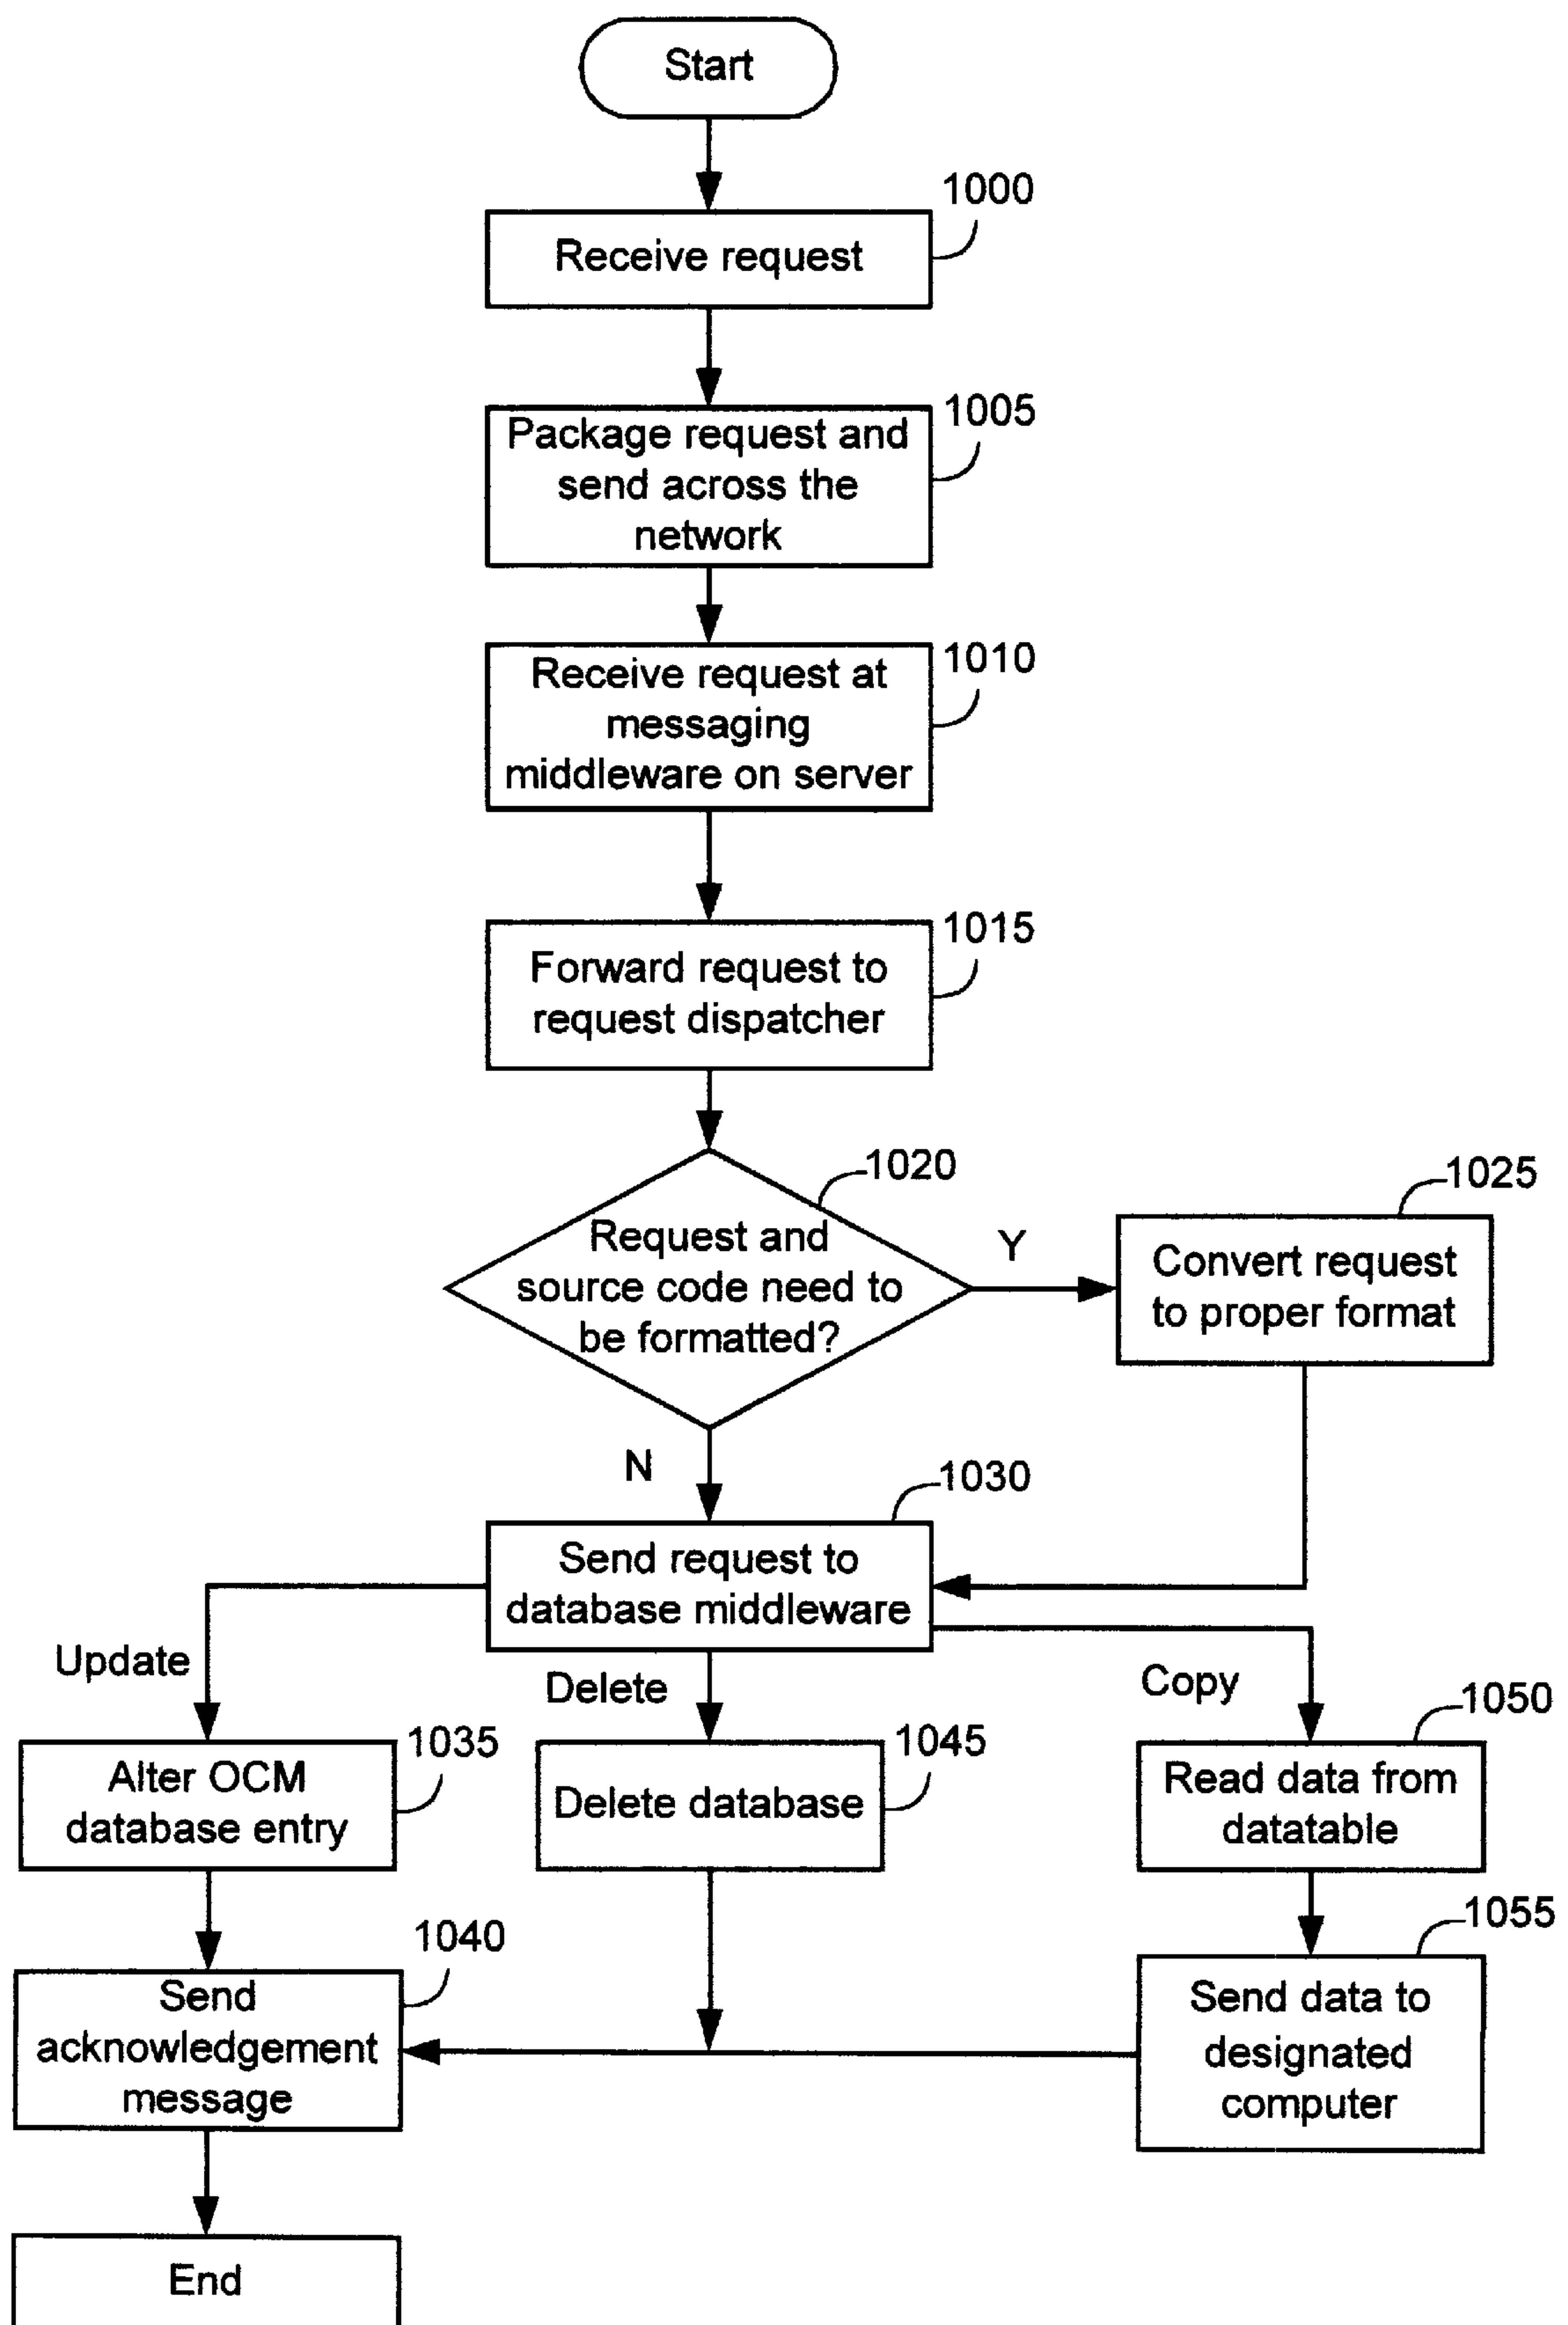 Start
1000
Receive request
1005
Package request and
send across the
network
1010
Receive request at
messaging
middleware on server
1015
Forward request to
request dispatcher
1020
Request and
source code need to
be formatted?
Y
1025
Convert request
to proper format
N
1030
Send request to
database middleware
Update
Delete
Copy
1035
Alter OCM
database entry
1045
Delete database
1050
Read data from
datatable
1040
Send
acknowledgement
message
1055
Send data to
designated
computer
End